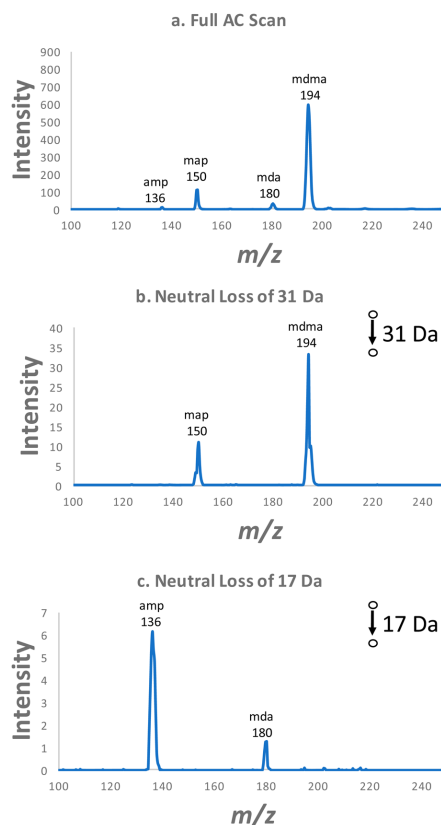 a. Full AC Scan
Intensity
900
800
700
600
500
400
300
200
100
0
mdma
194
map
150
amp
136
mda
180
100 120 140 160 180 200 220 240
m/z
b. Neutral Loss of 31 Da
Intensity
40
35
30
25
20
15
10
5
0
mdma
194
31 Da
map
150
100 120 140 160 180 200 220 240
m/z
c. Neutral Loss of 17 Da
Intensity
7
6
5
4
3
2
1
0
amp
136
17 Da
mda
180
100 120 140 160 180 200 220 240
m/z